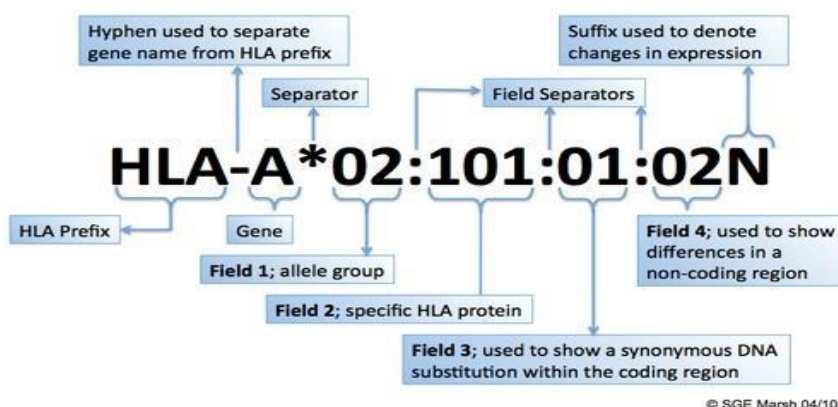 Hyphen used to separate
gene name from HLA prefix
Suffix used to denote
changes in expression
Separator
Field Separators
HLA-A*02:101:01:02N
HLA Prefix
Gene
Field 1; allele group
Field 2; specific HLA protein
Field 3; used to show a synonymous DNA
substitution within the coding region
Field 4; used to show
differences in a
non-coding region
© SGE Marsh 04/10